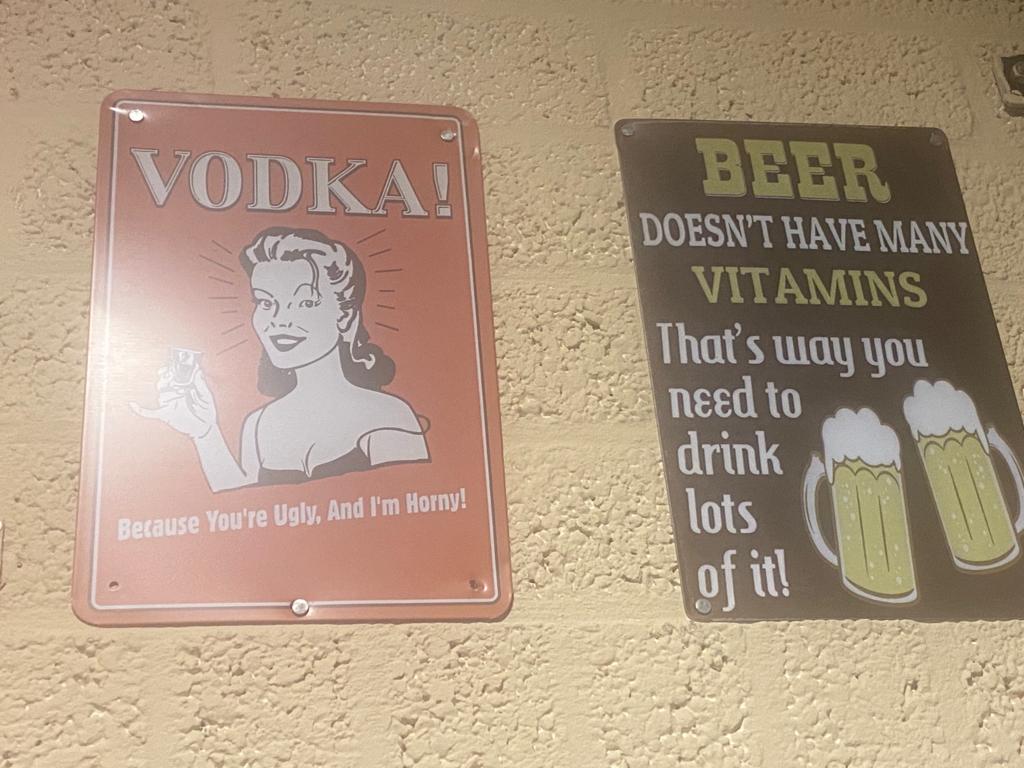 VODKA!
Because You're Ugly, And I'm Horny!
BEER
DOESN'T HAVE MANY
VITAMINS
That's way you
need to
drink
lots
of it!